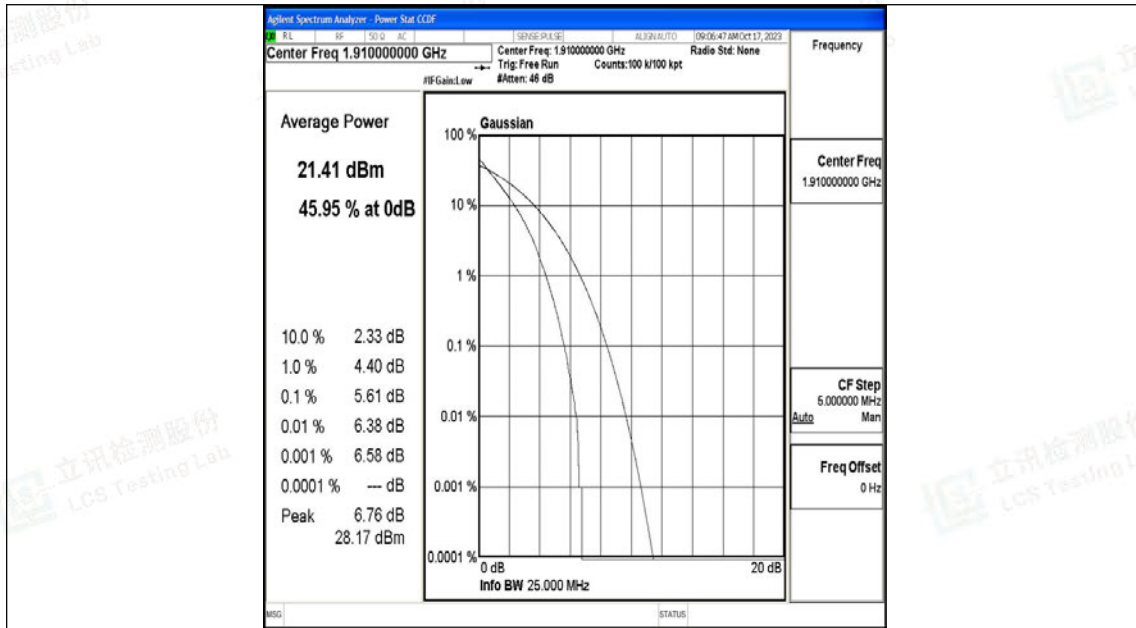 Agilent Spectrum Analyzer - Power Stat CCDF
RL RF 50 Ω AC SENSE:PULSE ALIGNAUTO 09:06:47 AM Oct 17, 2023
Center Freq 1.910000000 GHz
Center Freq: 1.910000000 GHz
Radio Std: None
Trig: Free Run
Counts:100 k/100 kpt
#IFGain:Low
#Atten: 46 dB
Frequency
Average Power
21.41 dBm
45.95 % at 0dB
10.0 % 2.33 dB
1.0 % 4.40 dB
0.1 % 5.61 dB
0.01 % 6.38 dB
0.001 % 6.58 dB
0.0001 % --- dB
Peak 6.76 dB
28.17 dBm
Gaussian
100 %
10 %
1 %
0.1 %
0.01 %
0.001 %
0.0001 %
0 dB
20 dB
Info BW 25.000 MHz
Center Freq
1.910000000 GHz
CF Step
5.000000 MHz
Auto Man
Freq Offset
0 Hz
MSG
STATUS
立讯检测股份
LCS Testing Lab
立讯检测股份
LCS Testing Lab